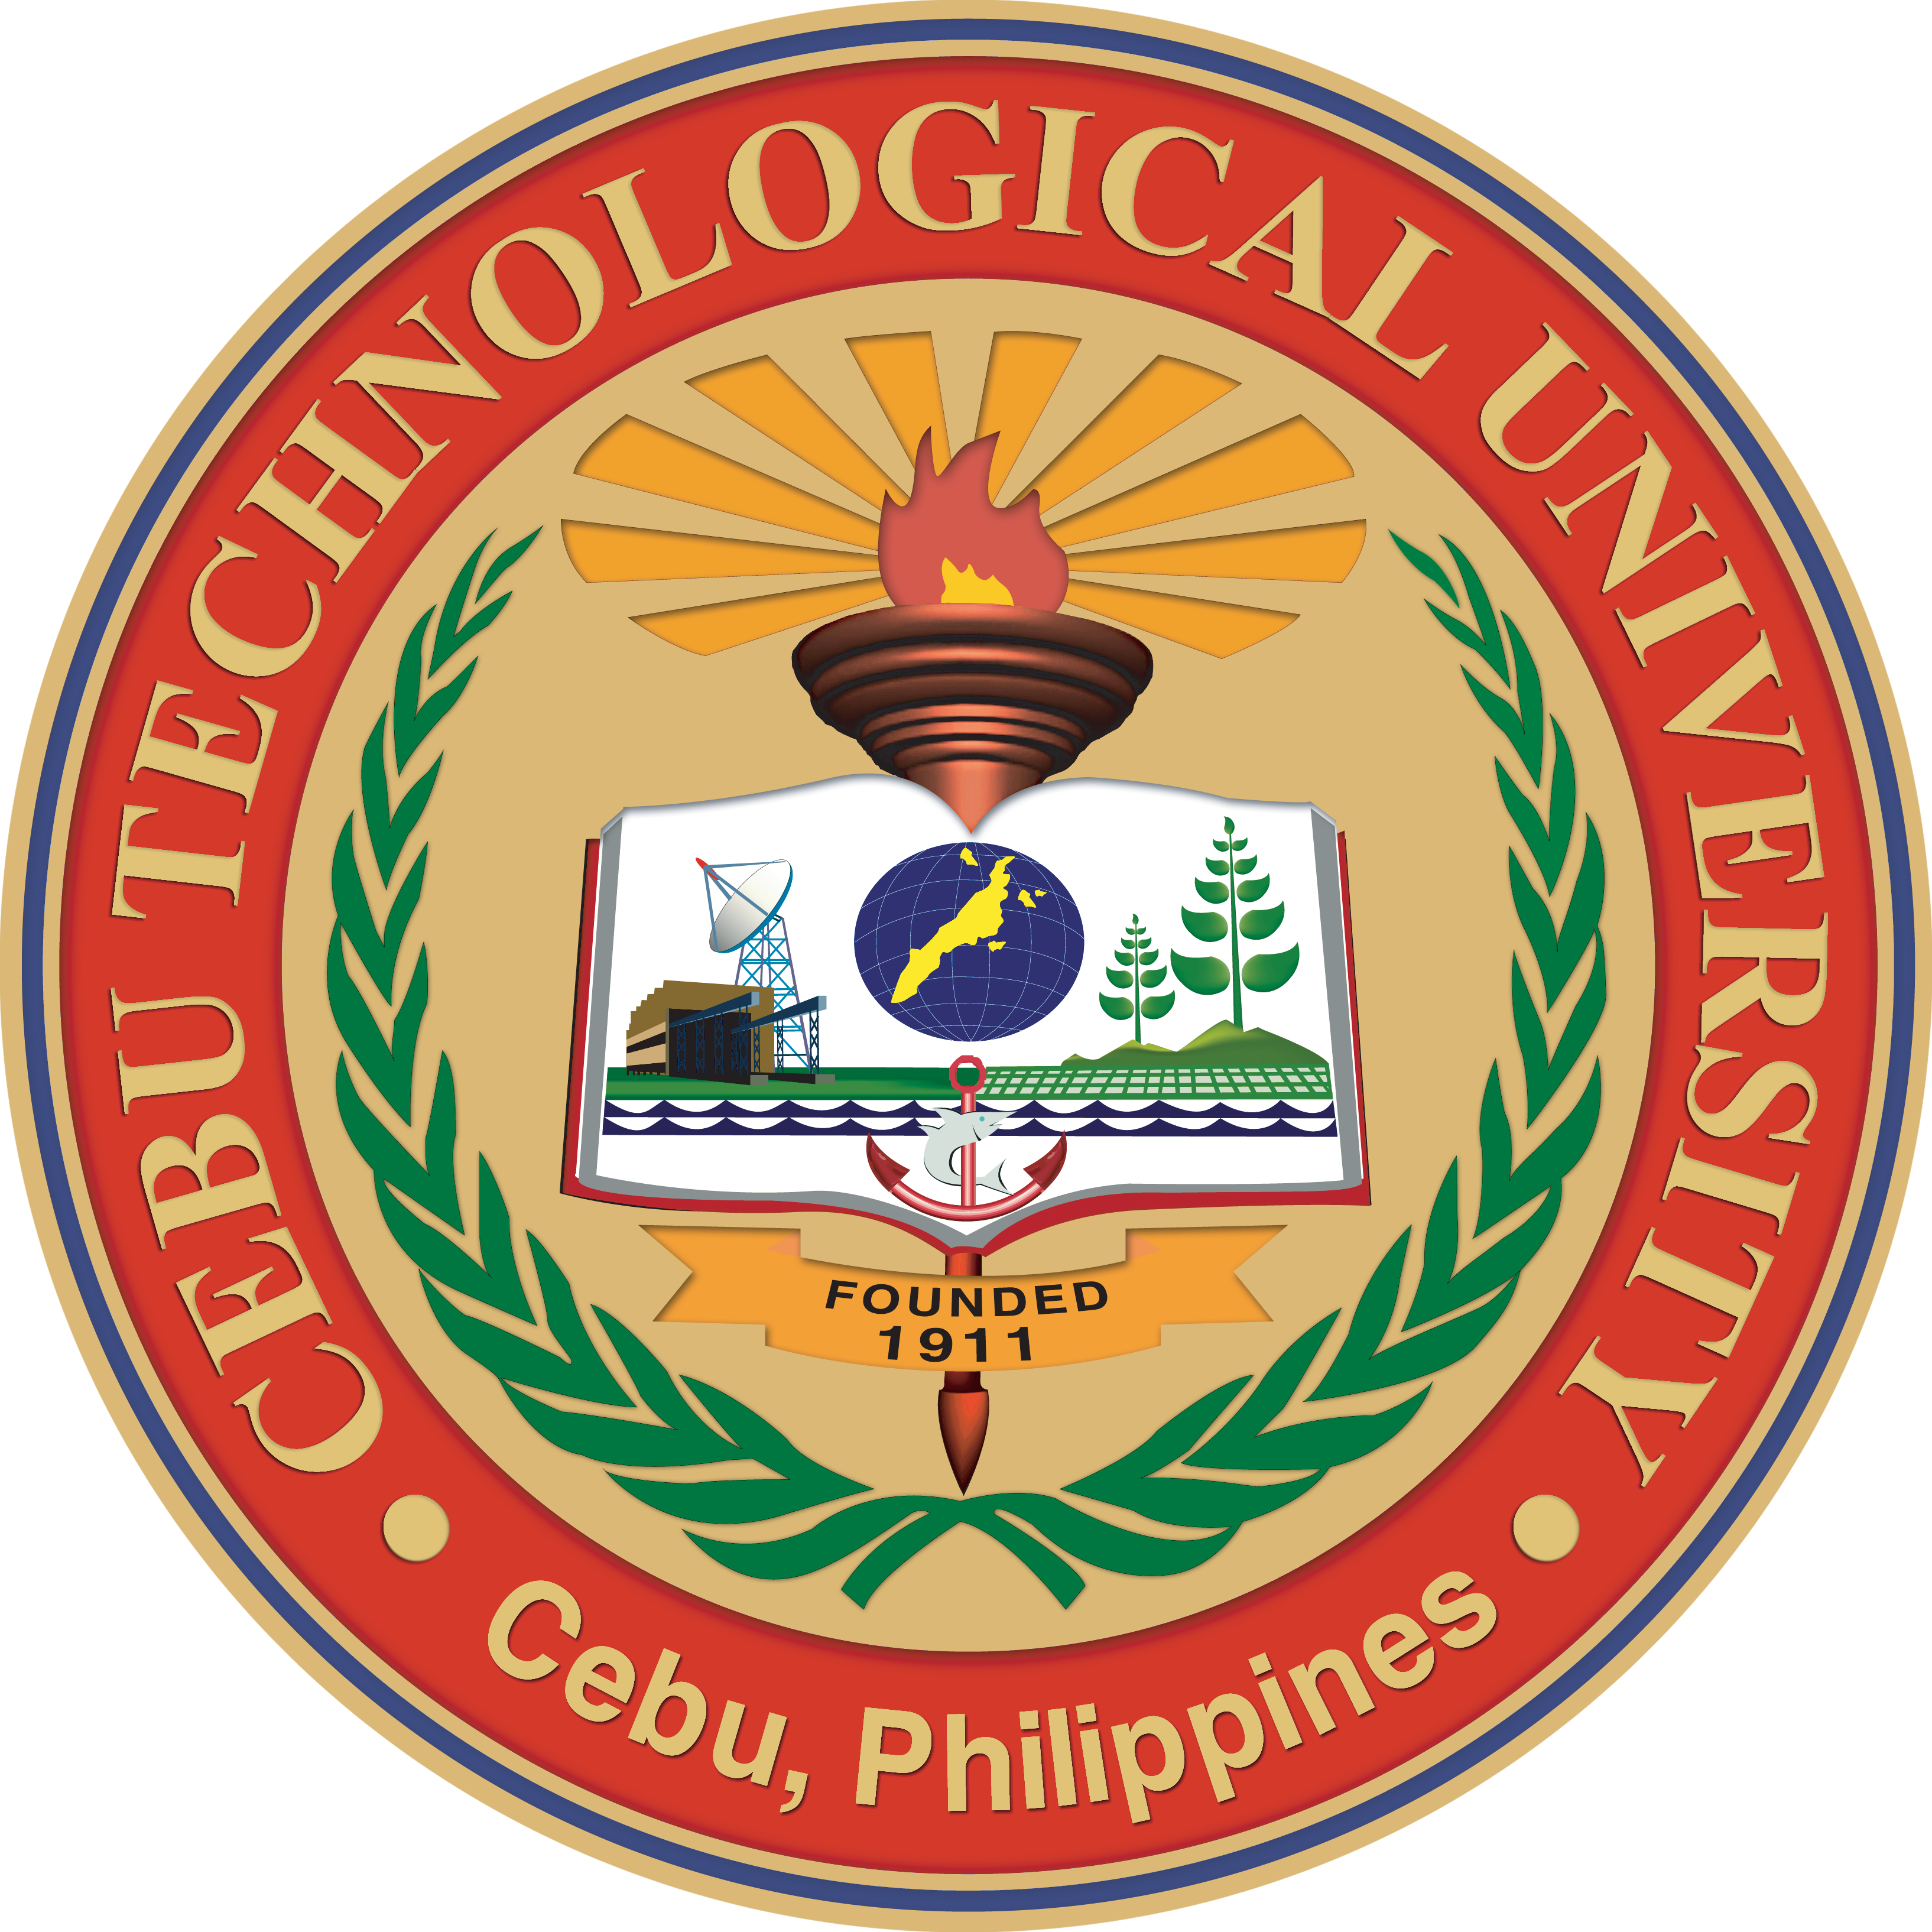 CEBU TECHNOLOGICAL UNIVERSITY
FOUNDED
1911
Cebu, Philippines